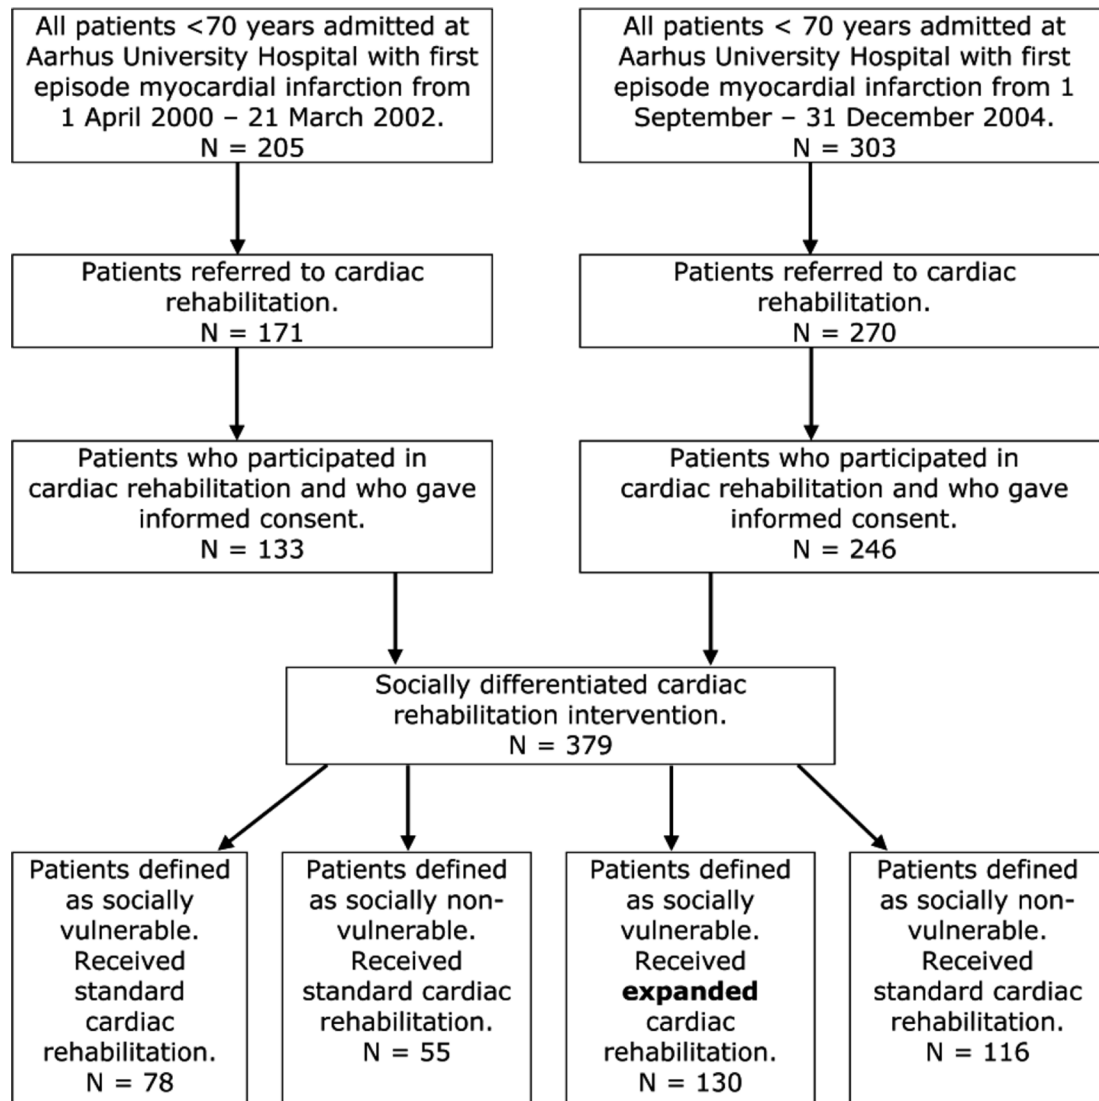 All patients <70 years admitted at
Aarhus University Hospital with first
episode myocardial infarction from
1 April 2000 – 21 March 2002.
N = 205
All patients < 70 years admitted at
Aarhus University Hospital with first
episode myocardial infarction from 1
September – 31 December 2004.
N = 303
Patients referred to cardiac
rehabilitation.
N = 171
Patients referred to cardiac
rehabilitation.
N = 270
Patients who participated in
cardiac rehabilitation and who gave
informed consent.
N = 133
Patients who participated in
cardiac rehabilitation and who gave
informed consent.
N = 246
Socially differentiated cardiac
rehabilitation intervention.
N = 379
Patients defined
as socially
vulnerable.
Received
standard
cardiac
rehabilitation.
N = 78
Patients defined
as socially non-
vulnerable.
Received
standard cardiac
rehabilitation.
N = 55
Patients defined
as socially
vulnerable.
Received
expanded
cardiac
rehabilitation.
N = 130
Patients defined
as socially non-
vulnerable.
Received
standard cardiac
rehabilitation.
N = 116